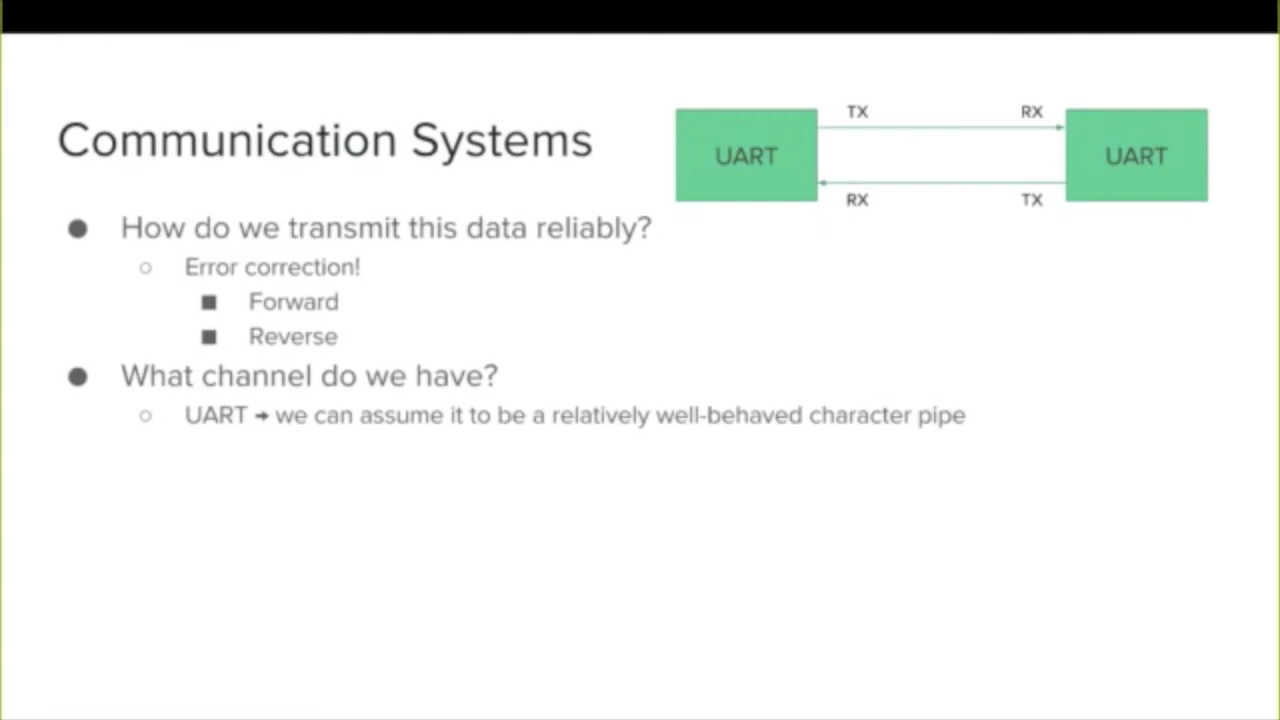 Communication Systems
TX
RX
UART
UART
RX
TX
How do we transmit this data reliably?
Error correction!
Forward
Reverse
What channel do we have?
UART → we can assume it to be a relatively well-behaved character pipe